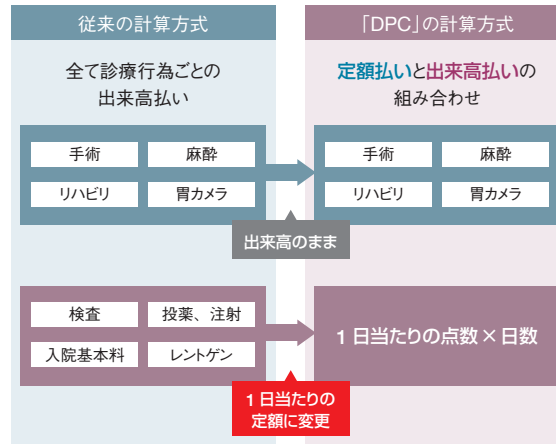 従来の計算方式
「DPC」の計算方式
全て診療行為ごとの
出来高払い
定額払いと出来高払いの
組み合わせ
手術
麻酔
リハビリ
胃カメラ
手術
麻酔
リハビリ
胃カメラ
出来高のまま
検査
投薬、注射
入院基本料
レントゲン
1日当たりの点数×日数
1日当たりの
定額に変更